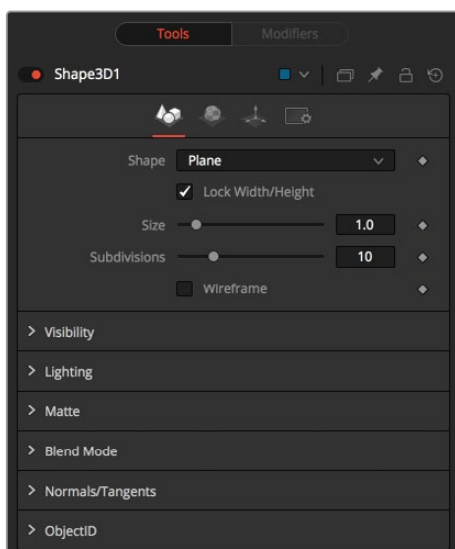 Tools Modifiers
Shape3D1
Shape Plane
Lock Width/Height
Size 1.0
Subdivisions 10
Wireframe
> Visibility
> Lighting
> Matte
> Blend Mode
> Normals/Tangents
> ObjectID